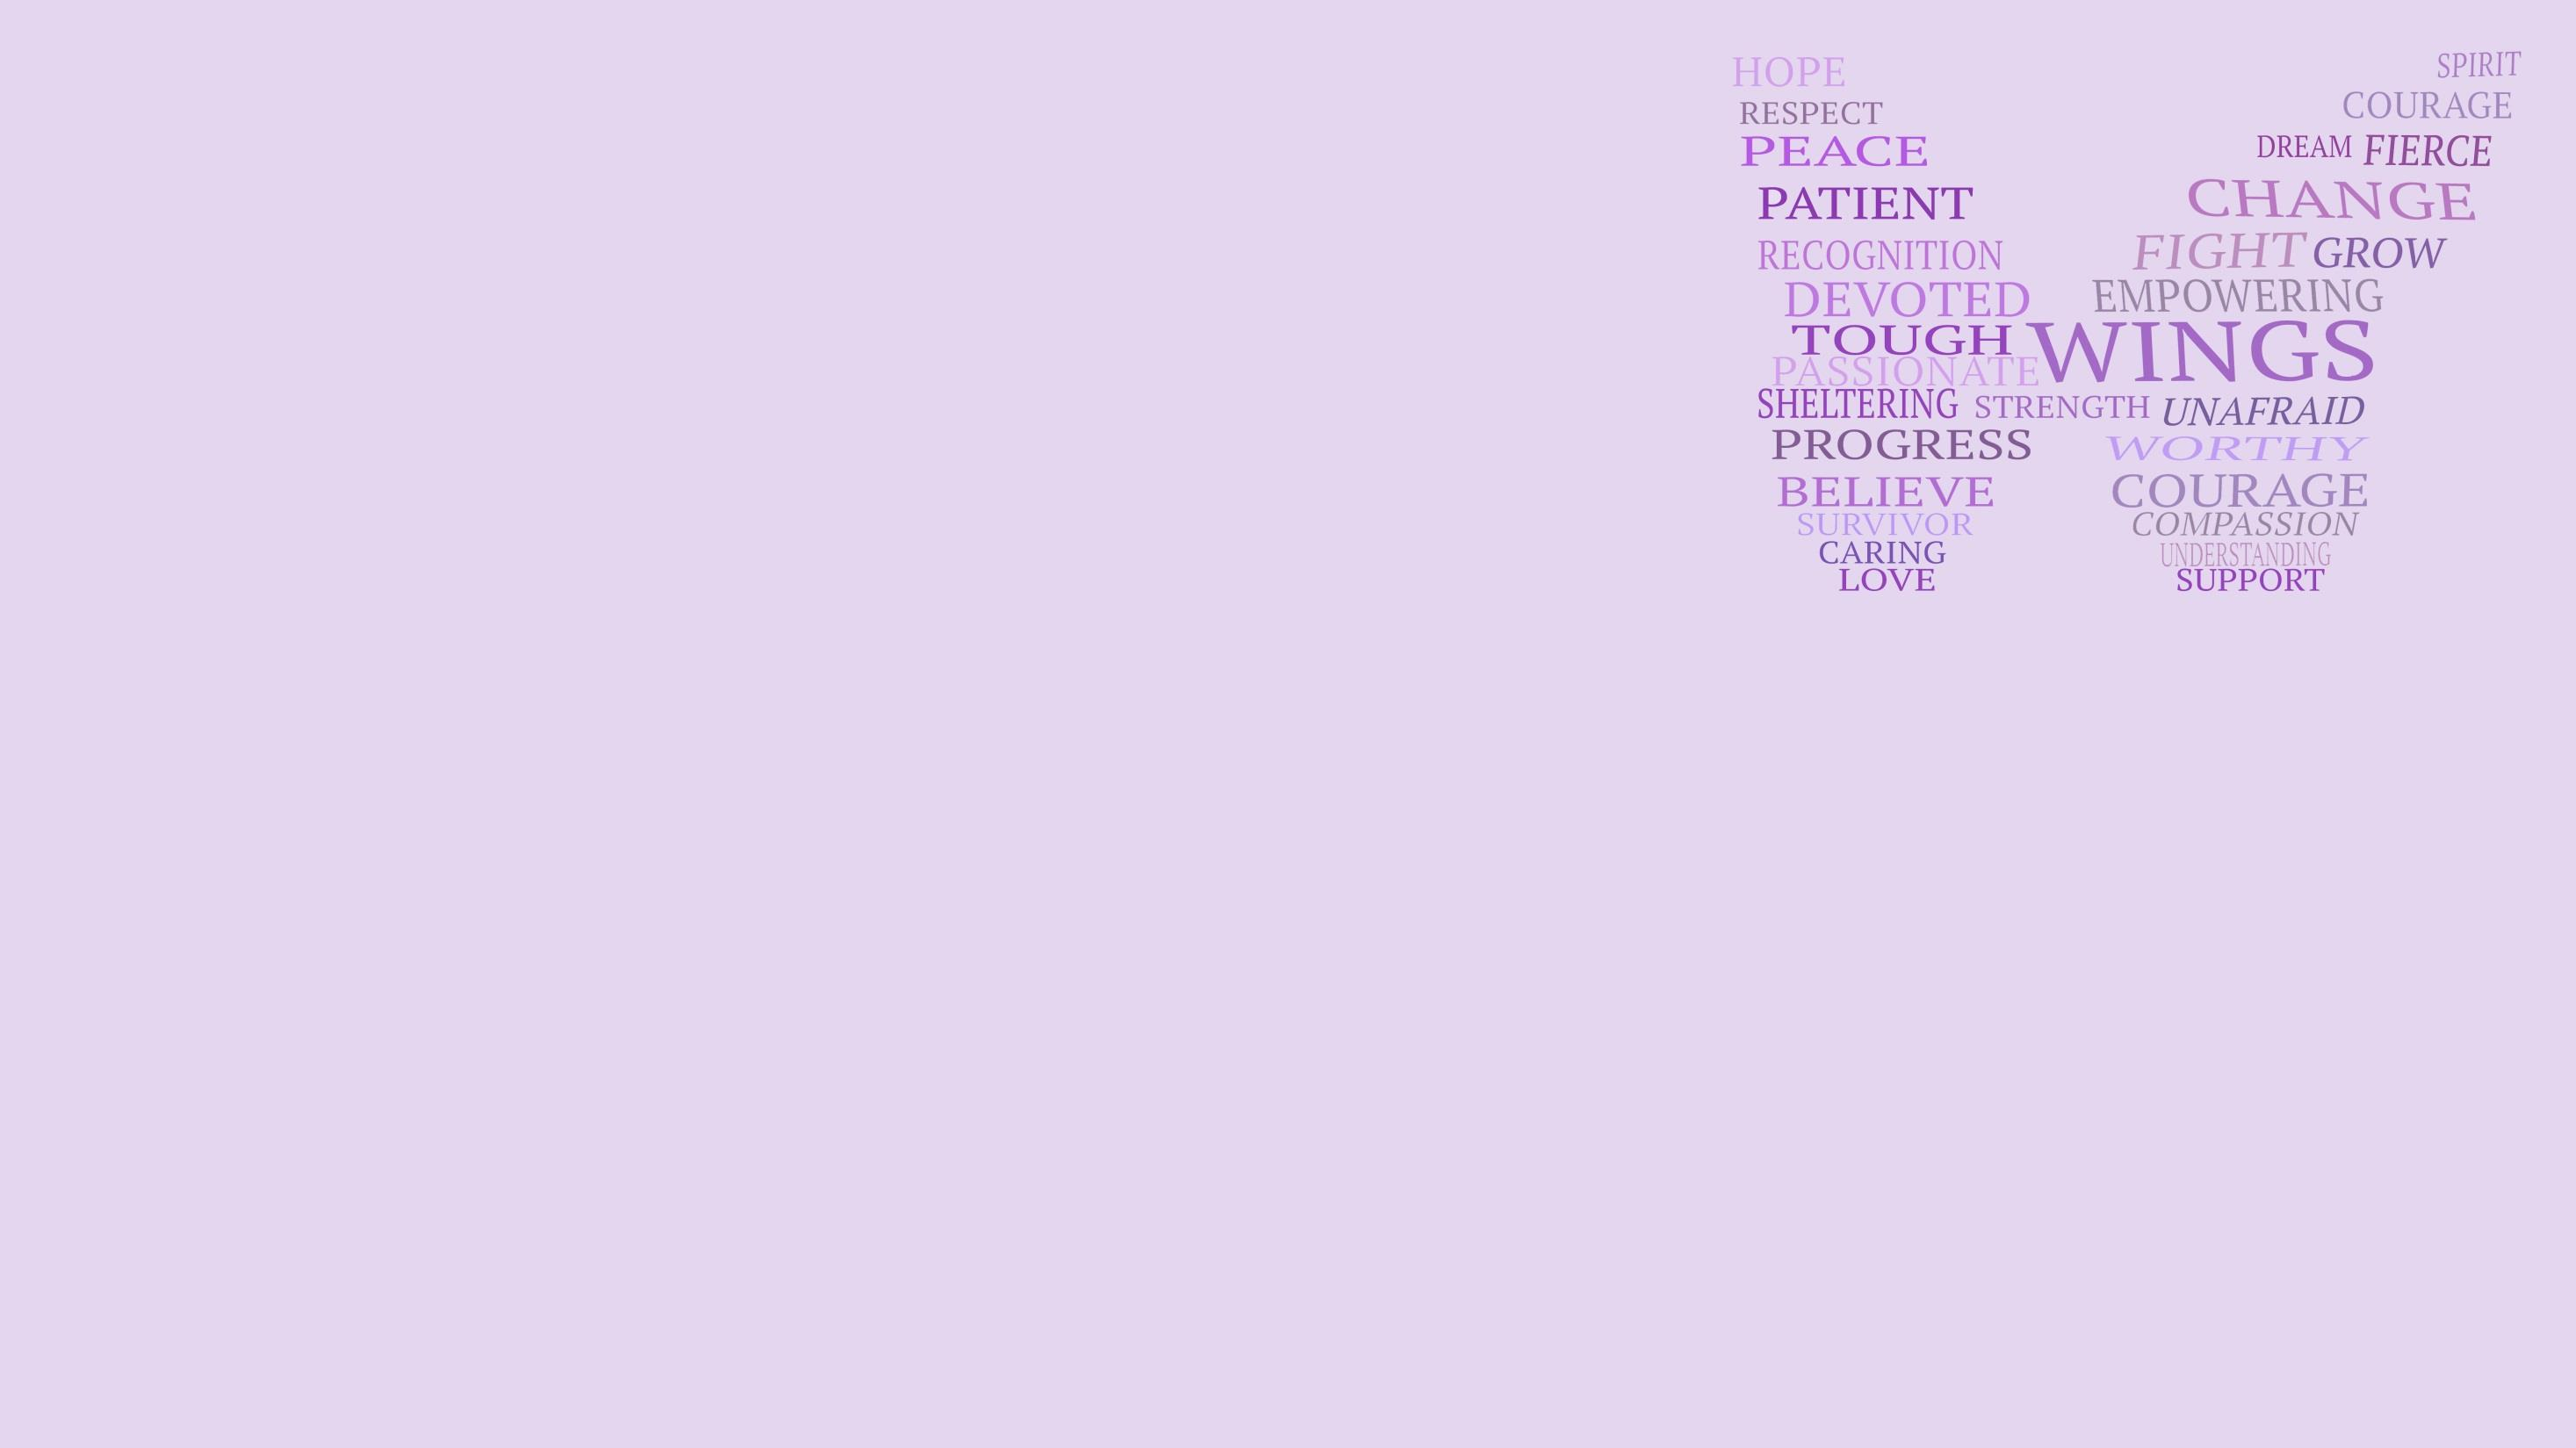 HOPE SPIRIT
RESPECT COURAGE
PEACE DREAM FIERCE
PATIENT CHANGE
RECOGNITION FIGHT GROW
DEVOTED EMPOWERING
TOUGH WINGS
PASSIONATE
SHELTERING STRENGTH UNAFRAID
PROGRESS WORTHY
BELIEVE COURAGE
SURVIVOR COMPASSION
CARING UNDERSTANDING
LOVE SUPPORT